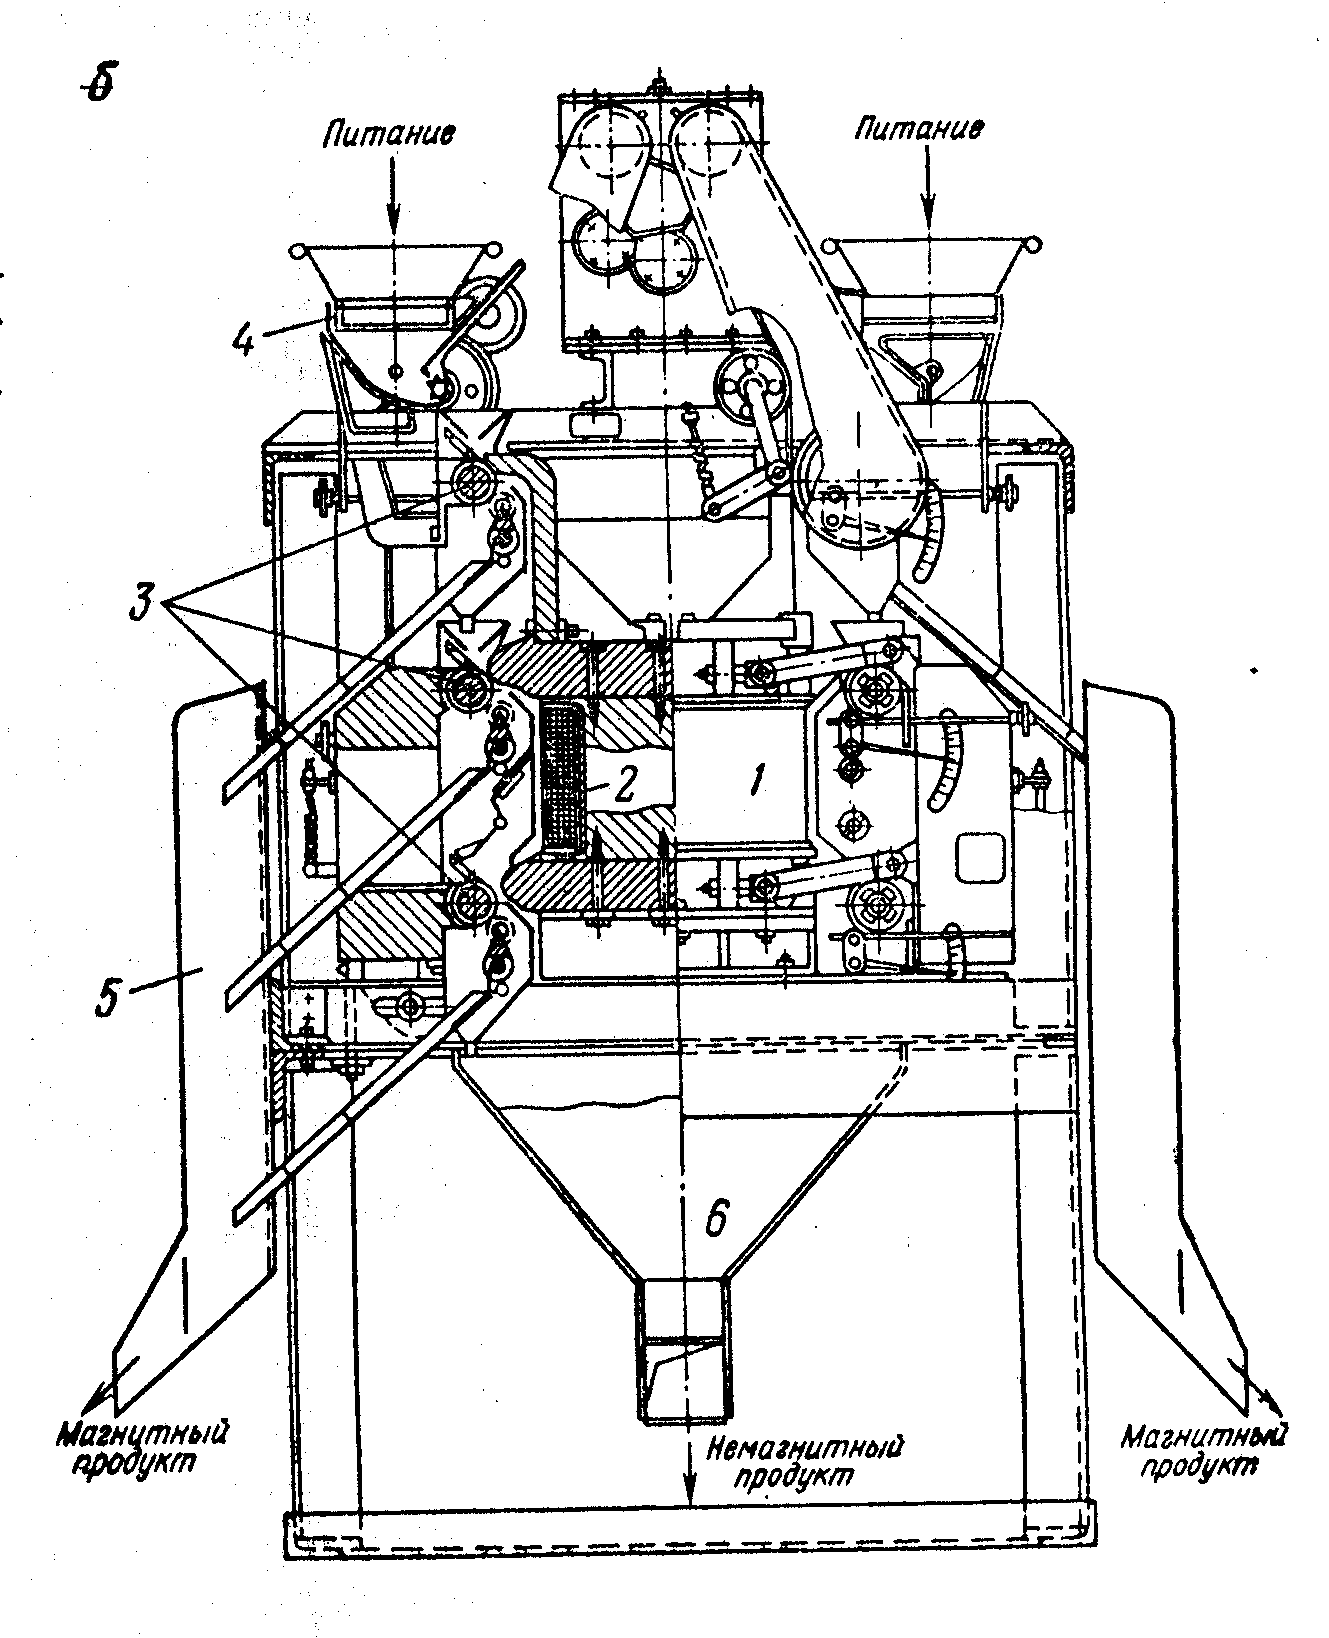 б
Питание
Питание
4
3
2
1
5
6
Магнитный
продукт
Немагнитный
продукт
Магнитный
продукт